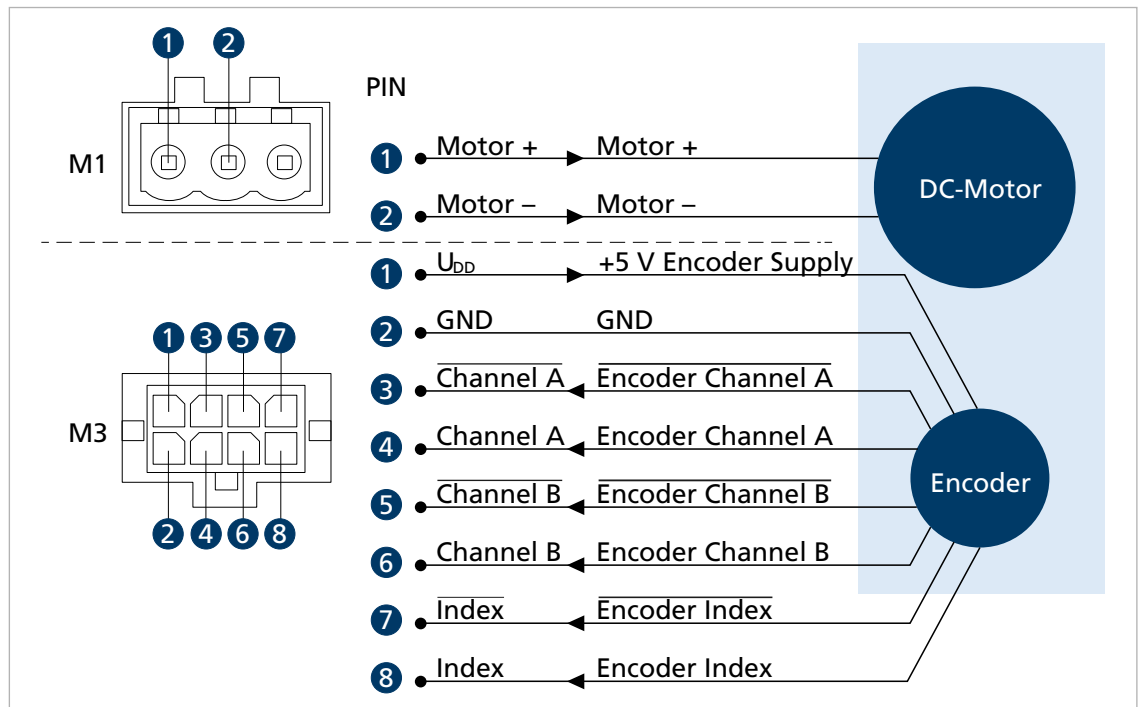 1 2
PIN
M1
1 Motor + Motor +
2 Motor – Motor –
DC-Motor
1 UDD +5 V Encoder Supply
2 GND GND
1 3 5 7
M3
2 4 6 8
3 Channel A Encoder Channel A
4 Channel A Encoder Channel A
5 Channel B Encoder Channel B
Encoder
6 Channel B Encoder Channel B
7 Index Encoder Index
8 Index Encoder Index